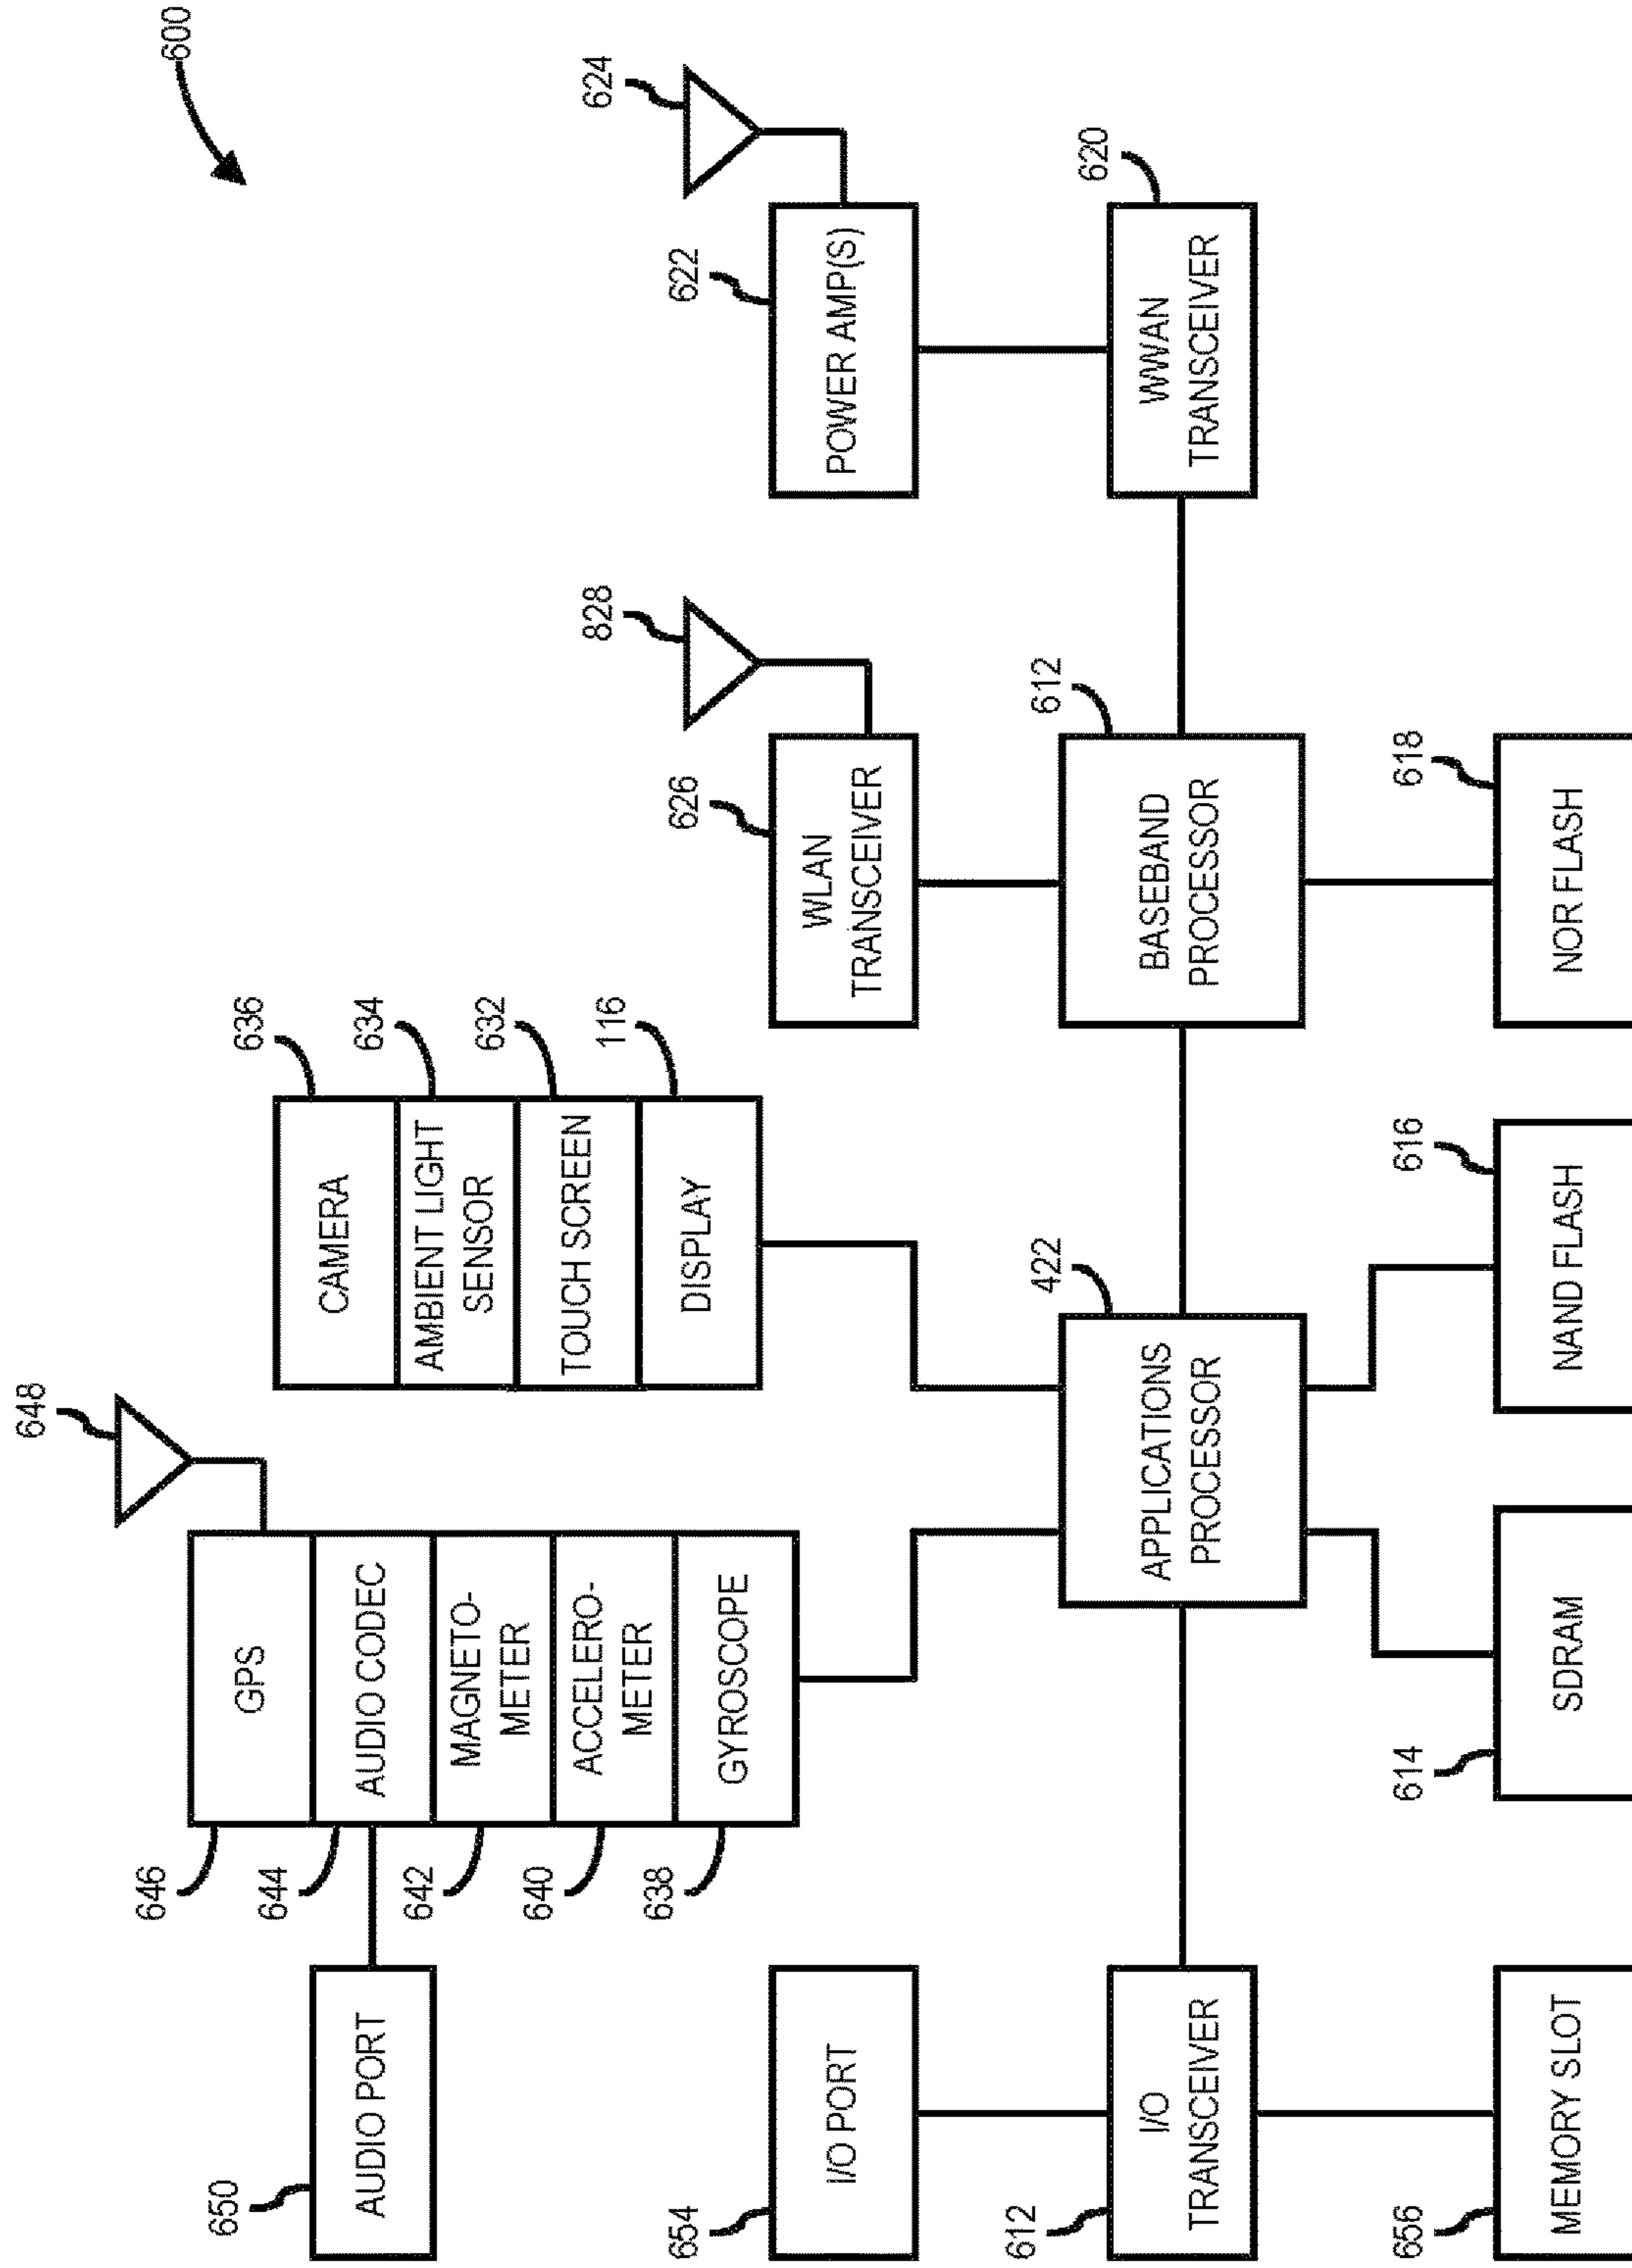 648
600
646
GPS
650
636
644
AUDIO CODEC
CAMERA
AUDIO PORT
634
642
MAGNETO-
METER
AMBIENT LIGHT
SENSOR
632
640
ACCELERO-
METER
TOUCH SCREEN
828
624
116
638
GYROSCOPE
DISPLAY
654
626
622
I/O PORT
WLAN
TRANSCEIVER
POWER AMP(S)
612
422
612
620
I/O
TRANSCEIVER
APPLICATIONS
PROCESSOR
BASEBAND
PROCESSOR
WWAN
TRANSCEIVER
656
614
616
618
MEMORY SLOT
SDRAM
NAND FLASH
NOR FLASH